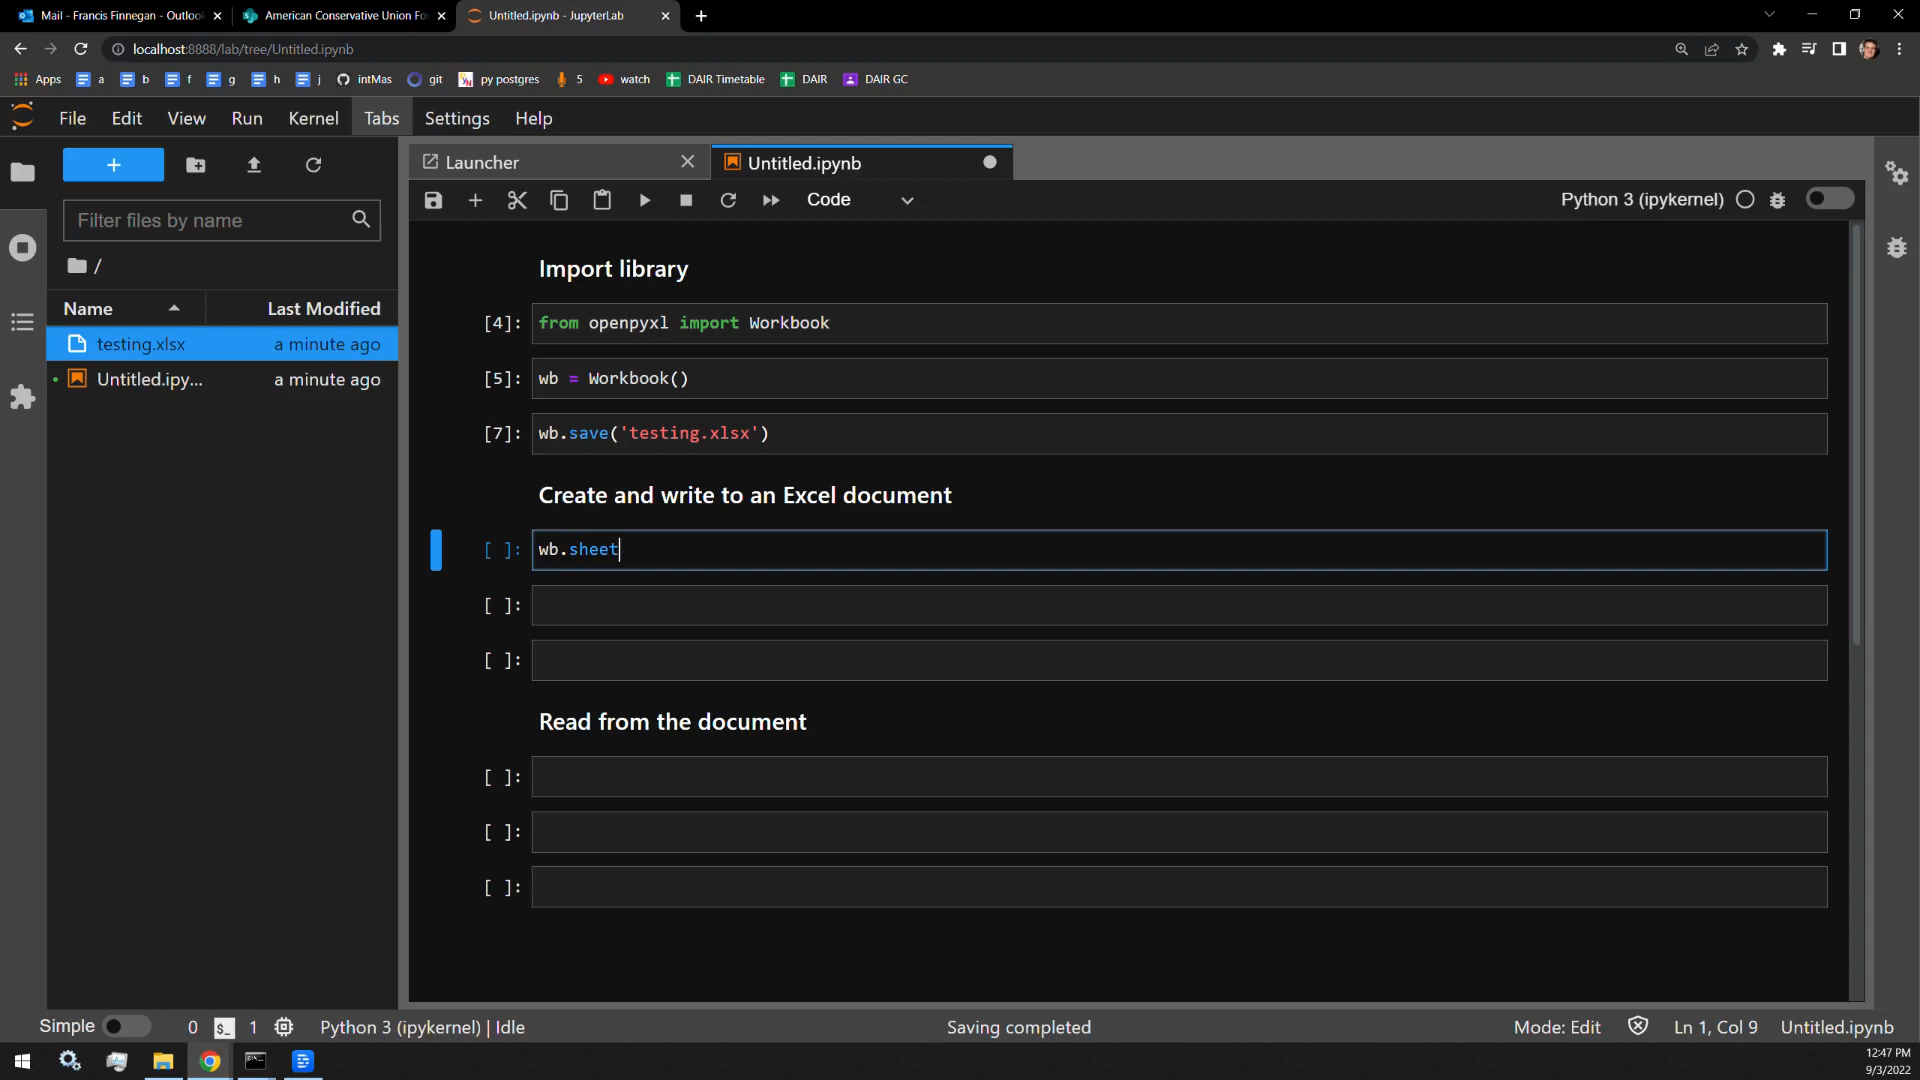 Mail - Francis Finnegan - Outlook
American Conservative Union Fo
Untitled.ipynb - JupyterLab
localhost:8888/lab/tree/Untitled.ipynb
Apps a b f g h j intMas git py postgres 5 watch DAIR Timetable DAIR DAIR GC
File Edit View Run Kernel Tabs Settings Help
+
Filter files by name
/
Name Last Modified
testing.xlsx a minute ago
Untitled.ipy... a minute ago
Launcher
Untitled.ipynb
Code
Python 3 (ipykernel)
Import library
[4]: from openpyxl import Workbook
[5]: wb = Workbook()
[7]: wb.save('testing.xlsx')
Create and write to an Excel document
[ ]: wb.sheet
[ ]:
[ ]:
Read from the document
[ ]:
[ ]:
[ ]:
Simple 0 $_ 1 Python 3 (ipykernel) | Idle Saving completed Mode: Edit Ln 1, Col 9 Untitled.ipynb
12:47 PM
9/3/2022